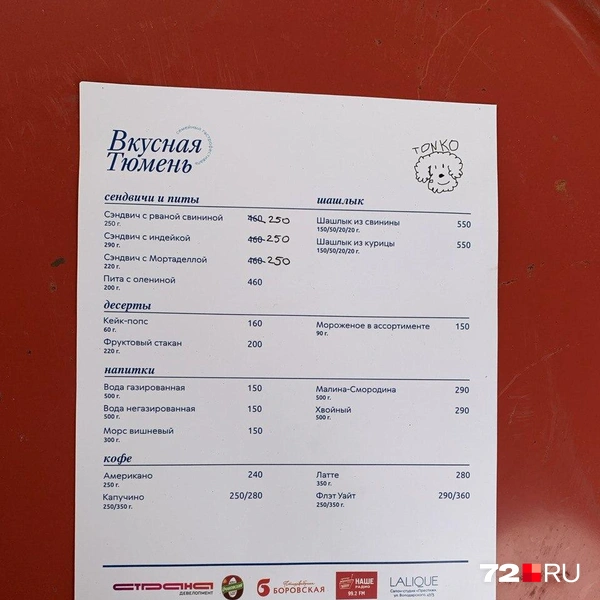 Вкусная
Тюмень
TONKO
сендвичи и питы
Сэндвич с рваной свининой 460 250
250 г.
Сэндвич с индейкой 460 250
290 г.
Сэндвич с Мортаделлой 460 250
220 г.
Пита с олениной 460
200 г.
шашлык
Шашлык из свинины 550
150/50/20/20 г.
Шашлык из курицы 550
150/50/20/20 г.
десерты
Кейк-попс 160
60 г.
Фруктовый стакан 200
220 г.
Мороженое в ассортименте 150
90 г.
напитки
Вода газированная 150
500 г.
Вода негазированная 150
500 г.
Морс вишневый 150
300 г.
Малина-Смородина 290
500 г.
Хвойный 290
500 г.
кофе
Американо 240
250 г.
Капучино 250/280
250/350 г.
Латте 280
350 г.
Флэт Уайт 290/360
250/350 г.
СТРАНА
ДЕВЕЛОПМЕНТ
БОРОВСКАЯ
НАШЕ
РАДИО
99.2 FM
LALIQUE
72.RU